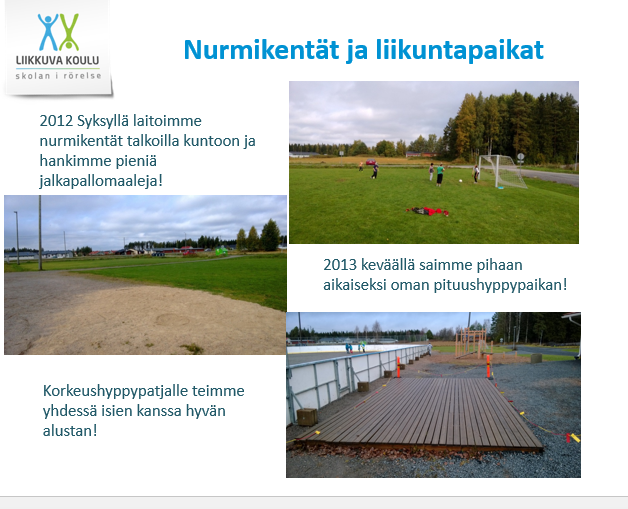 LIIKKUVA KOULU
skolan i rörelse
Nurmikentät ja liikuntapaikat
2012 Syksyllä laitoimme
nurmikentät talkoilla kuntoon ja
hankimme pieniä
jalkapallomaaleja!
2013 keväällä saimme pihaan
aikaiseksi oman pituushyppypaikan!
Korkeushyppypatjalle teimme
yhdessä isien kanssa hyvän
alustan!